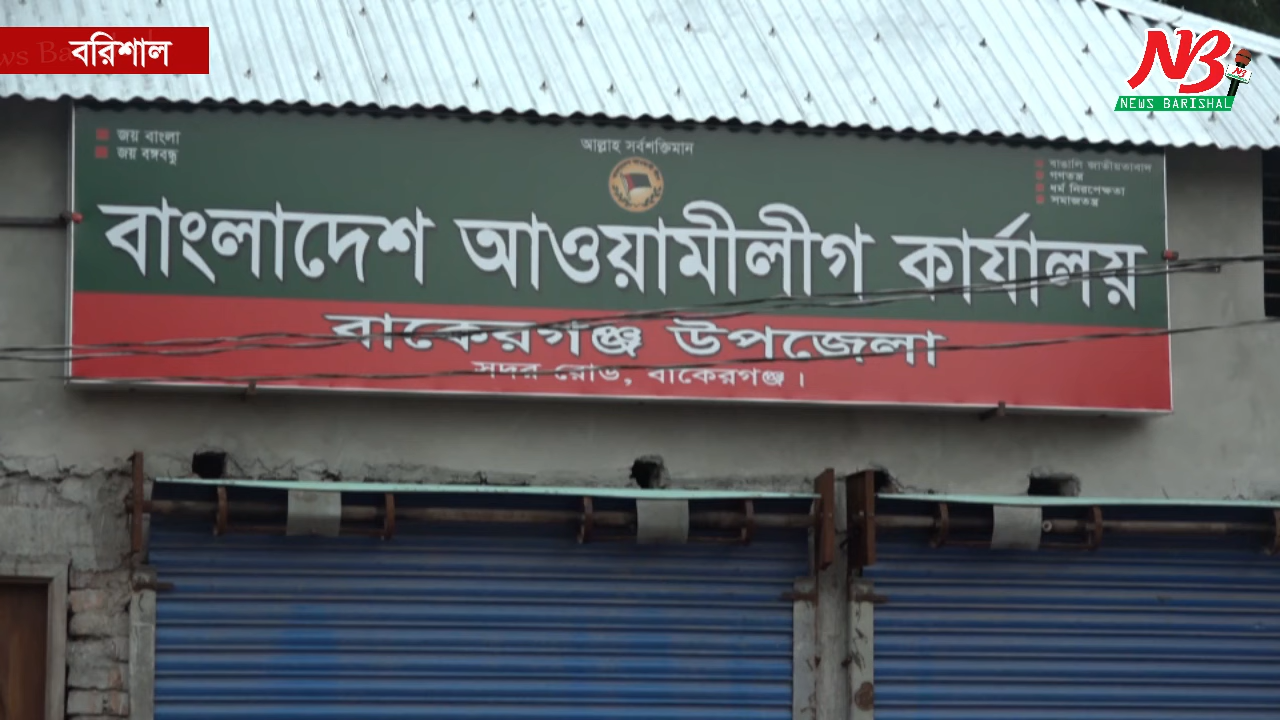 বরিশাল
NB
NEWS BARISHAL
জয় বাংলা
জয় বঙ্গবন্ধু
আল্লাহ সর্বশক্তিমান
বাঙালি জাতীয়তাবাদ
গণতন্ত্র
ধর্ম নিরপেক্ষতা
সমাজতন্ত্র
বাংলাদেশ আওয়ামীলীগ কার্যালয়
বাকেরগঞ্জ উপজেলা
সদর রোড, বাকেরগঞ্জ।